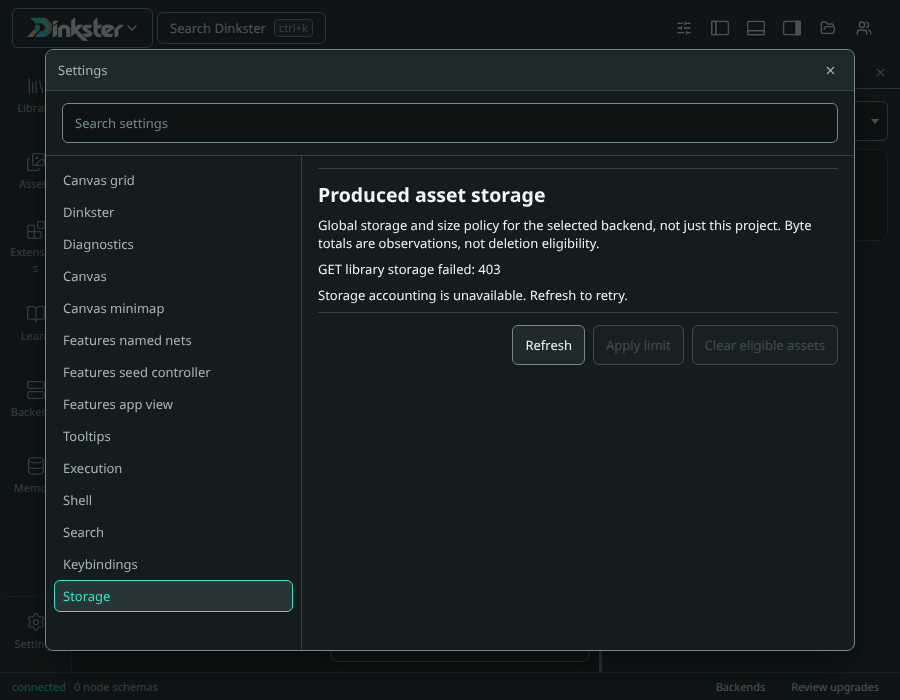 Dinkster
Search Dinkster ctrl+k
Settings
Search settings
Canvas grid
Dinkster
Diagnostics
Canvas
Canvas minimap
Features named nets
Features seed controller
Features app view
Tooltips
Execution
Shell
Search
Keybindings
Storage
Produced asset storage
Global storage and size policy for the selected backend, not just this project. Byte
totals are observations, not deletion eligibility.
GET library storage failed: 403
Storage accounting is unavailable. Refresh to retry.
Refresh
Apply limit
Clear eligible assets
connected 0 node schemas
Backends
Review upgrades